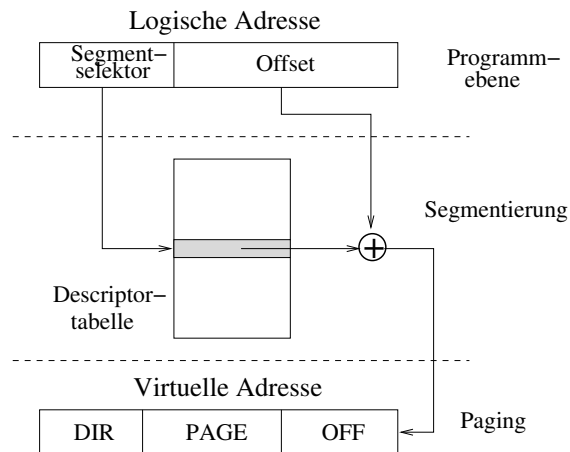 Logische Adresse
Segment−
selektor
Offset
Programm−
ebene
Segmentierung
Descriptor−
tabelle
Virtuelle Adresse
DIR
PAGE
OFF
Paging